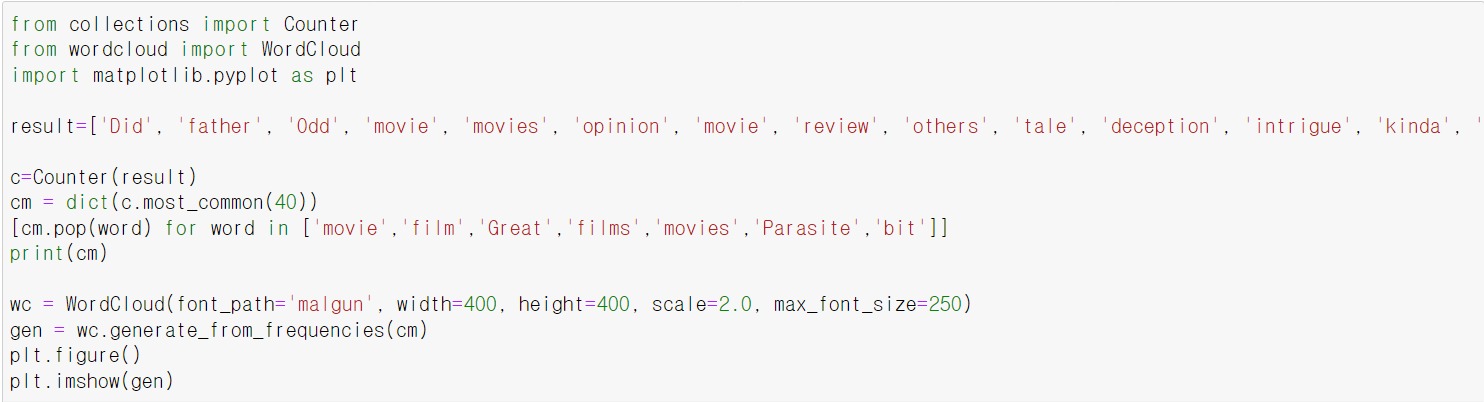 from collections import Counter
from wordcloud import WordCloud
import matplotlib.pyplot as plt
result=['Did', 'father', 'Odd', 'movie', 'movies', 'opinion', 'movie', 'review', 'others', 'tale', 'deception', 'intrigue', 'kinda', '
c=Counter(result)
cm = dict(c.most_common(40))
[cm.pop(word) for word in ['movie','film','Great','films','movies','Parasite','bit']]
print(cm)
wc = WordCloud(font_path='malgun', width=400, height=400, scale=2.0, max_font_size=250)
gen = wc.generate_from_frequencies(cm)
plt.figure()
plt.imshow(gen)